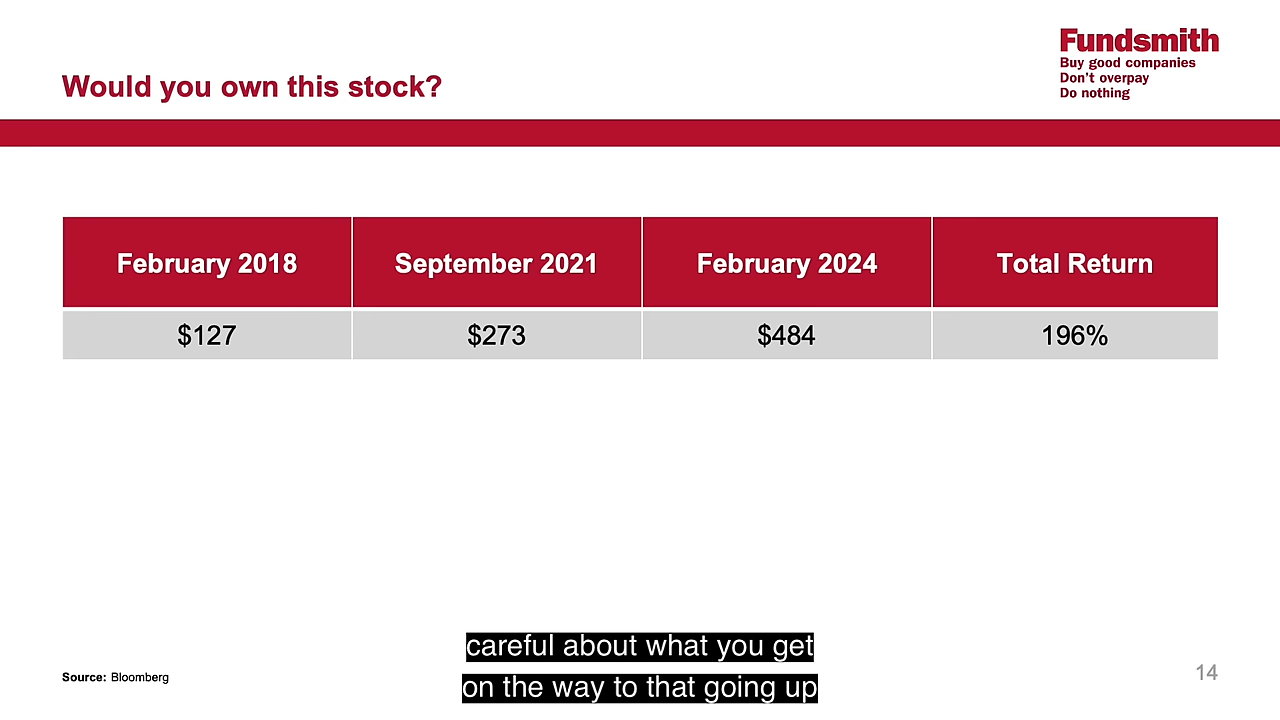 Fundsmith
Buy good companies
Don't overpay
Do nothing
Would you own this stock?
February 2018 September 2021 February 2024 Total Return
$127 $273 $484 196%
careful about what you get
on the way to that going up
Source: Bloomberg
14